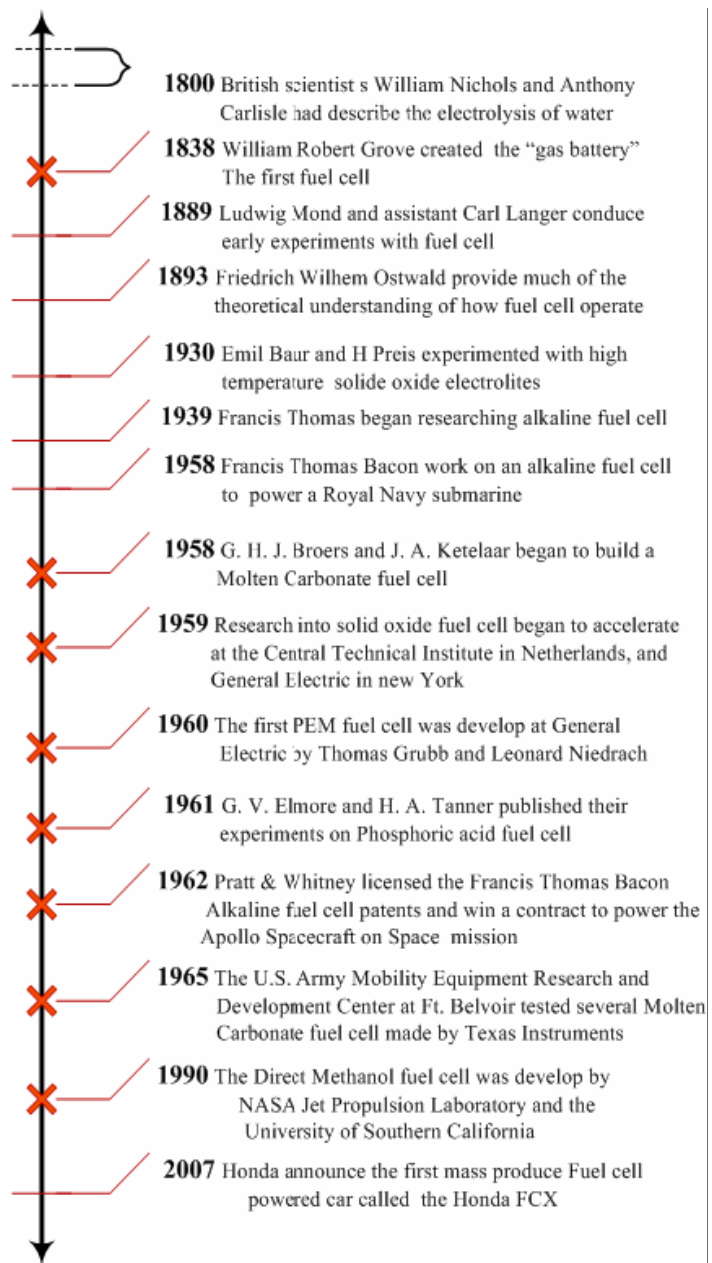 1800 British scientist s William Nichols and Anthony
Carlisle had describe the electrolysis of water
1838 William Robert Grove created the “gas battery”
The first fuel cell
1889 Ludwig Mond and assistant Carl Langer conduce
early experiments with fuel cell
1893 Friedrich Wilhem Ostwald provide much of the
theoretical understanding of how fuel cell operate
1930 Emil Baur and H Preis experimented with high
temperature solide oxide electrolites
1939 Francis Thomas began researching alkaline fuel cell
1958 Francis Thomas Bacon work on an alkaline fuel cell
to power a Royal Navy submarine
1958 G. H. J. Broers and J. A. Ketelaar began to build a
Molten Carbonate fuel cell
1959 Research into solid oxide fuel cell began to accelerate
at the Central Technical Institute in Netherlands, and
General Electric in new York
1960 The first PEM fuel cell was develop at General
Electric by Thomas Grubb and Leonard Niedrach
1961 G. V. Elmore and H. A. Tanner published their
experiments on Phosphoric acid fuel cell
1962 Pratt & Whitney licensed the Francis Thomas Bacon
Alkaline fuel cell patents and win a contract to power the
Apollo Spacecraft on Space mission
1965 The U.S. Army Mobility Equipment Research and
Development Center at Ft. Belvoir tested several Molten
Carbonate fuel cell made by Texas Instruments
1990 The Direct Methanol fuel cell was develop by
NASA Jet Propulsion Laboratory and the
University of Southern California
2007 Honda announce the first mass produce Fuel cell
powered car called the Honda FCX